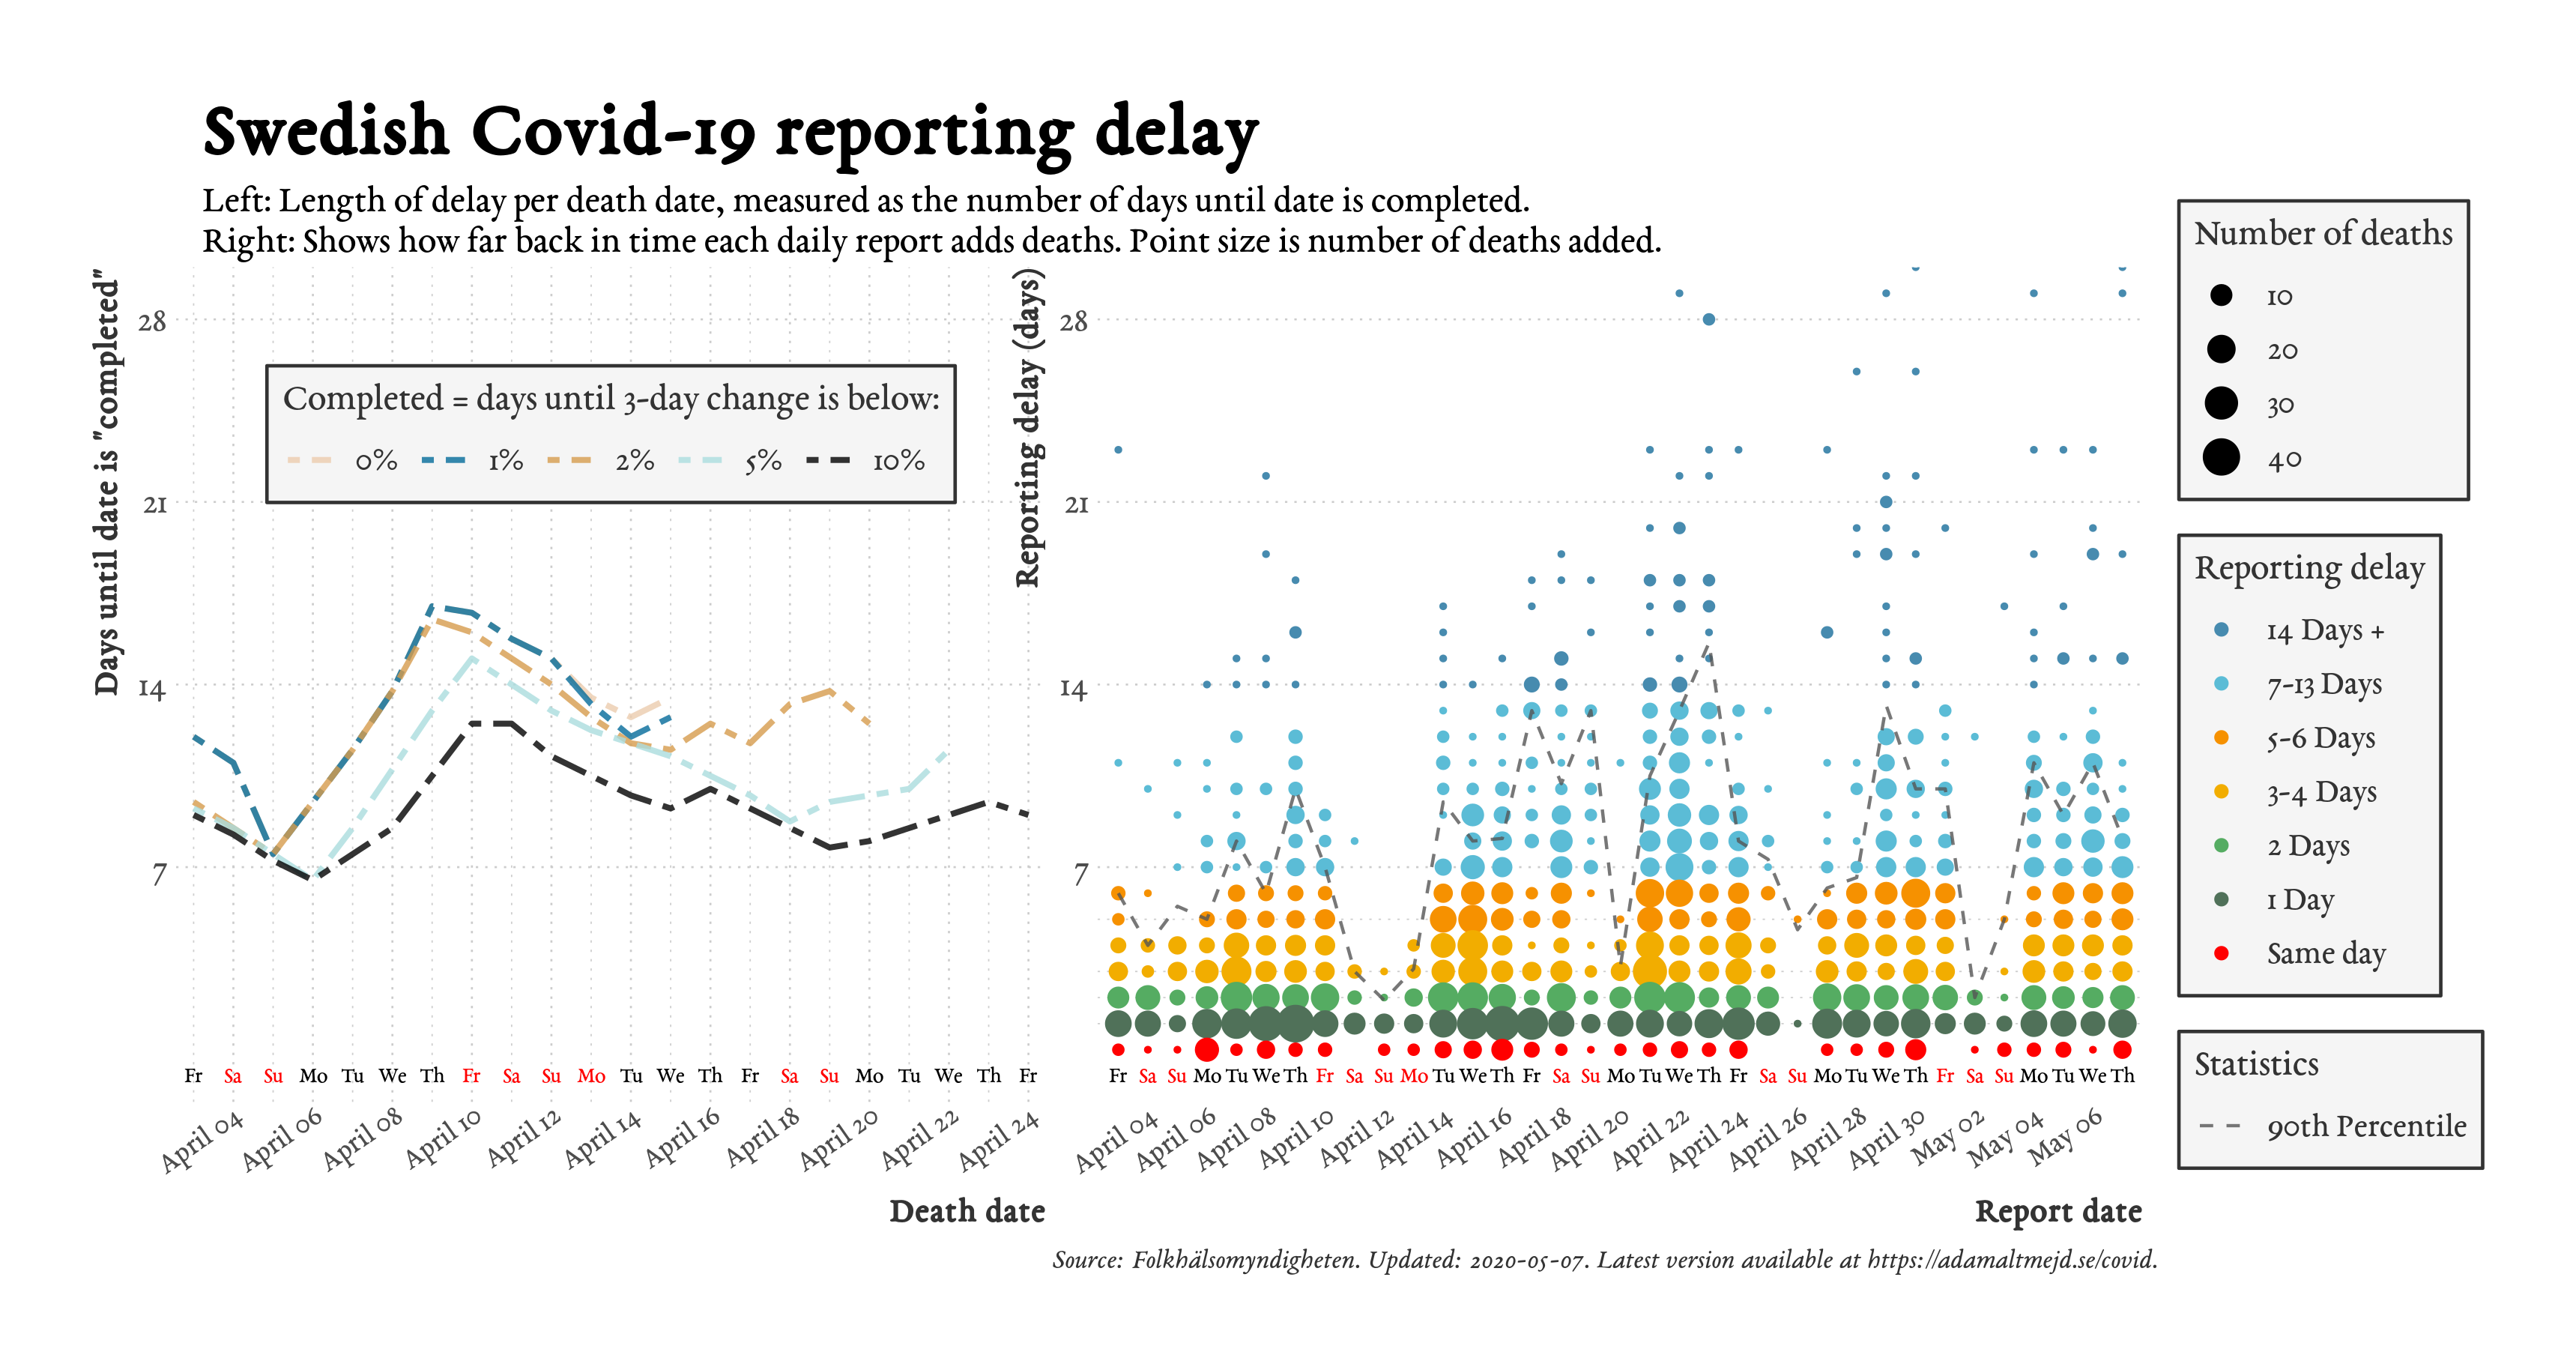 Swedish Covid-19 reporting delay
Left: Length of delay per death date, measured as the number of days until date is completed.
Right: Shows how far back in time each daily report adds deaths. Point size is number of deaths added.
Days until date is "completed"
28
21
14
7
Completed = days until 3-day change is below:
0% 1% 2% 5% 10%
Fr Sa Su Mo Tu We Th Fr Sa Su Mo Tu We Th Fr Sa Su Mo Tu We Th Fr
April 04 April 06 April 08 April 10 April 12 April 14 April 16 April 18 April 20 April 22 April 24
Death date
Reporting delay (days)
28
21
14
7
Fr Sa Su Mo Tu We Th Fr Sa Su Mo Tu We Th Fr Sa Su Mo Tu We Th Fr Sa Su Mo Tu We Th Fr Sa Su Mo Tu We Th
April 04 April 06 April 08 April 10 April 12 April 14 April 16 April 18 April 20 April 22 April 24 April 26 April 28 April 30 May 02 May 04 May 06
Report date
Number of deaths
10
20
30
40
Reporting delay
14 Days +
7-13 Days
5-6 Days
3-4 Days
2 Days
1 Day
Same day
Statistics
90th Percentile
Source: Folkhälsomyndigheten. Updated: 2020-05-07. Latest version available at https://adamaltmejd.se/covid.